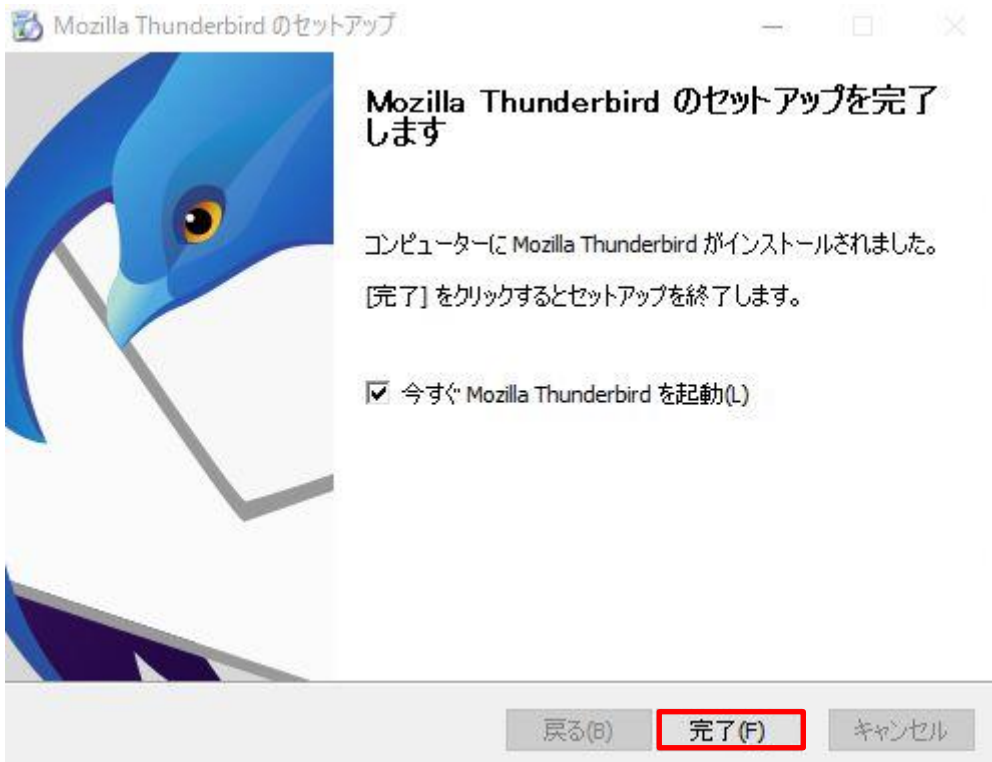 Mozilla Thunderbird のセットアップ
Mozilla Thunderbird のセットアップを完了
します
コンピューターに Mozilla Thunderbird がインストールされました。
[完了] をクリックするとセットアップを終了します。
今すぐ Mozilla Thunderbird を起動(L)
戻る(B)
完了(F)
キャンセル